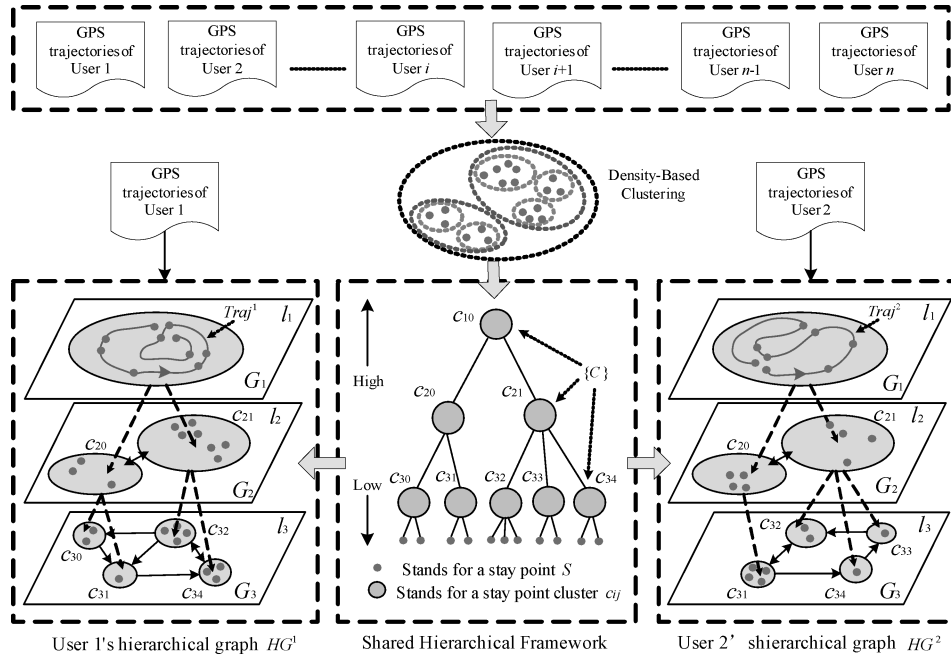 GPS trajectories of User 1
GPS trajectories of User 2
GPS trajectories of User i
GPS trajectories of User i+1
GPS trajectories of User n-1
GPS trajectories of User n
Density-Based
Clustering
GPS trajectories of User 1
GPS trajectories of User 2
Traj1
l1
G1
c20
c21
l2
G2
c30
c31
c32
c34
l3
G3
High
Low
c10
{C}
c20
c21
c30
c31
c32
c33
c34
Stands for a stay point S
Stands for a stay point cluster cij
Traj2
l1
G1
c20
c21
l2
G2
c32
c31
c34
c33
l3
G3
User 1's hierarchical graph HG1
Shared Hierarchical Framework
User 2’ shierarchical graph HG2